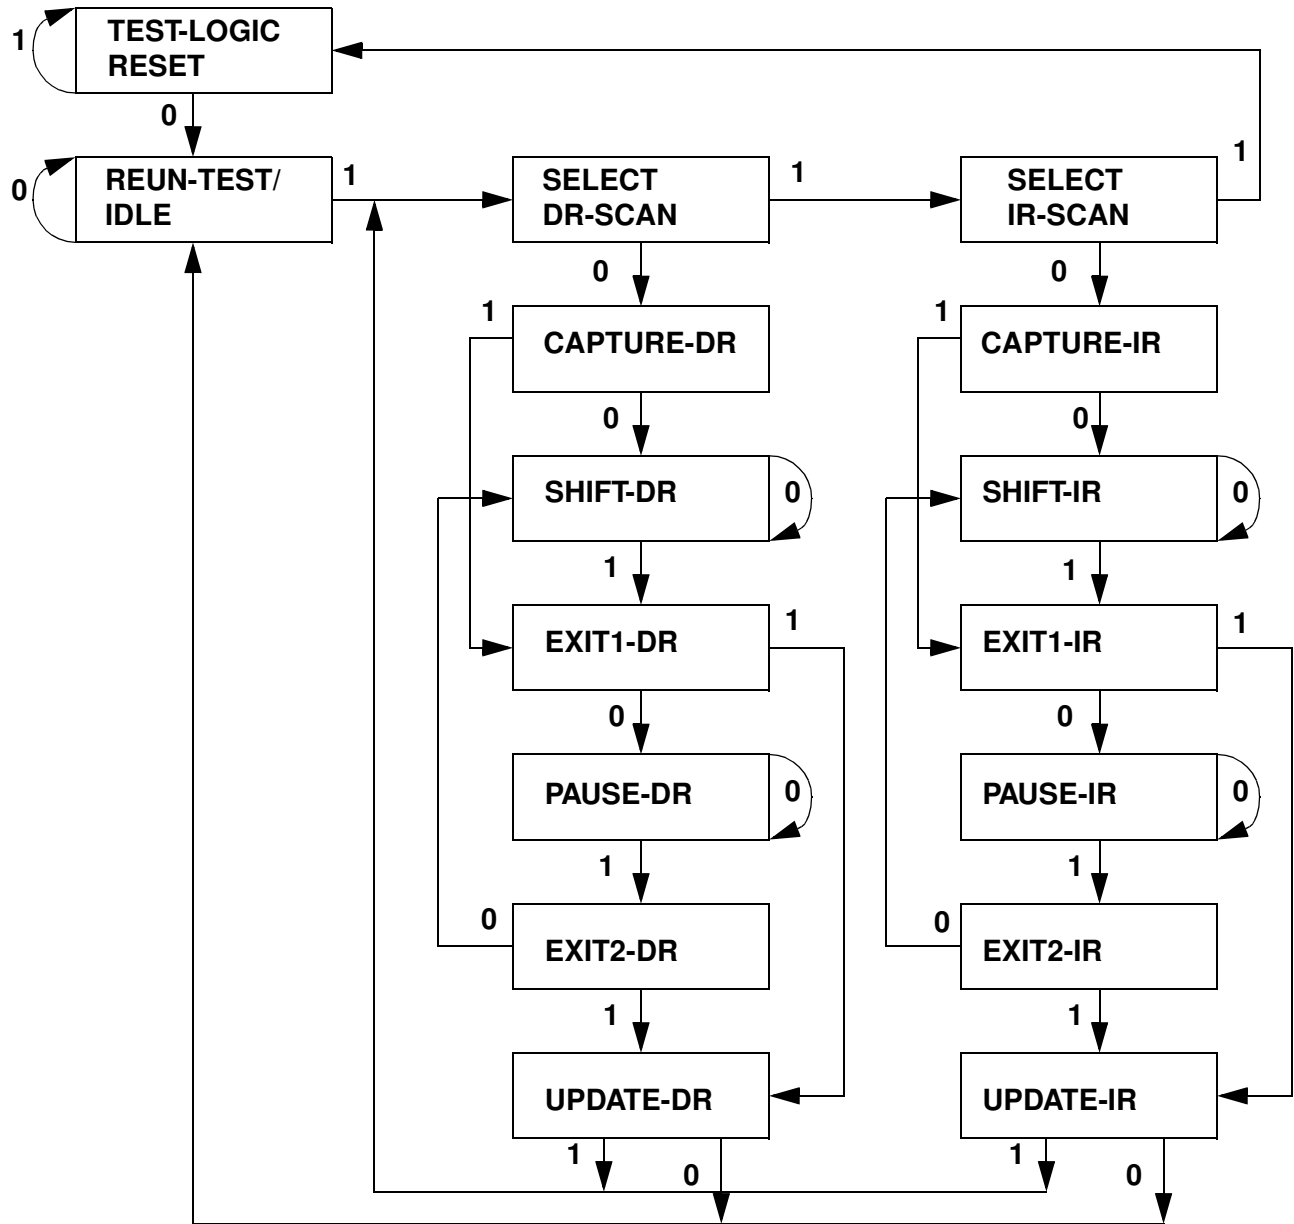 TEST-LOGIC
RESET
1
0
REUN-TEST/
IDLE
0
1
SELECT
DR-SCAN
1
SELECT
IR-SCAN
1
0
0
1
CAPTURE-DR
1
CAPTURE-IR
0
0
SHIFT-DR
0
SHIFT-IR
0
1
1
EXIT1-DR
1
EXIT1-IR
1
0
0
PAUSE-DR
0
PAUSE-IR
0
1
1
0
EXIT2-DR
0
EXIT2-IR
1
1
UPDATE-DR
UPDATE-IR
1
0
1
0